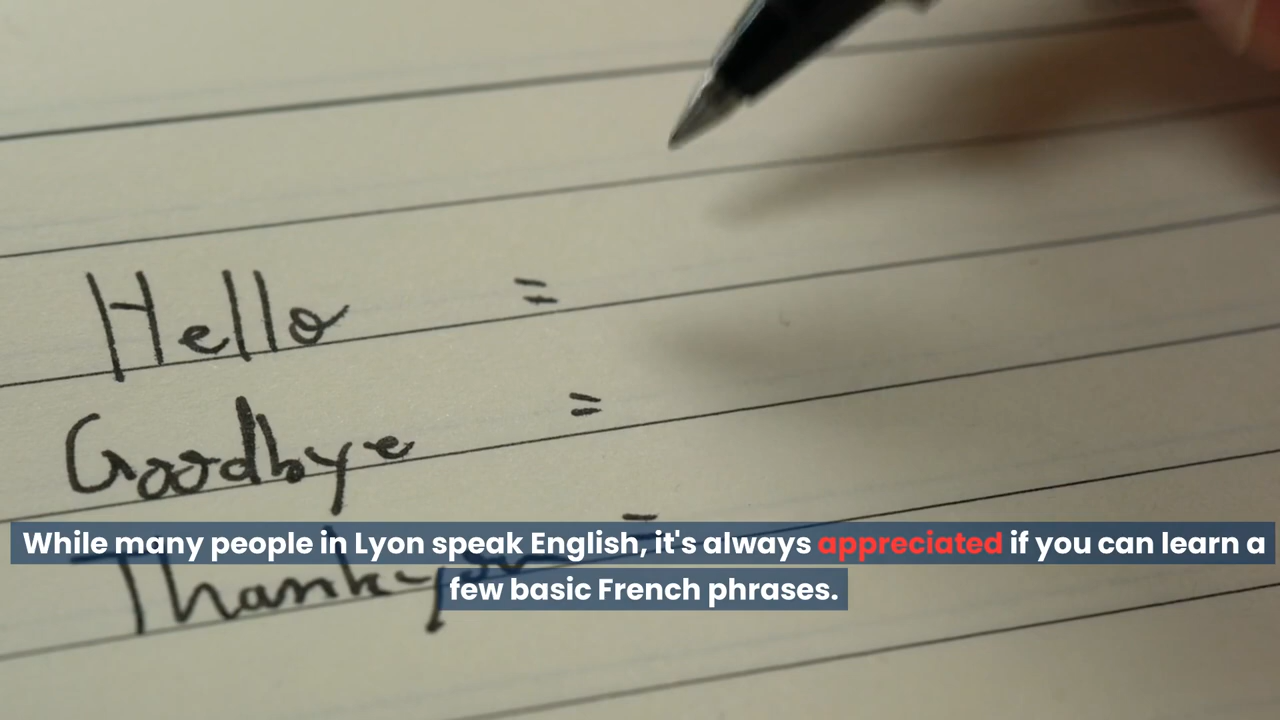 Hello =
Goodbye =
Thank you =
While many people in Lyon speak English, it's always appreciated if you can learn a
few basic French phrases.